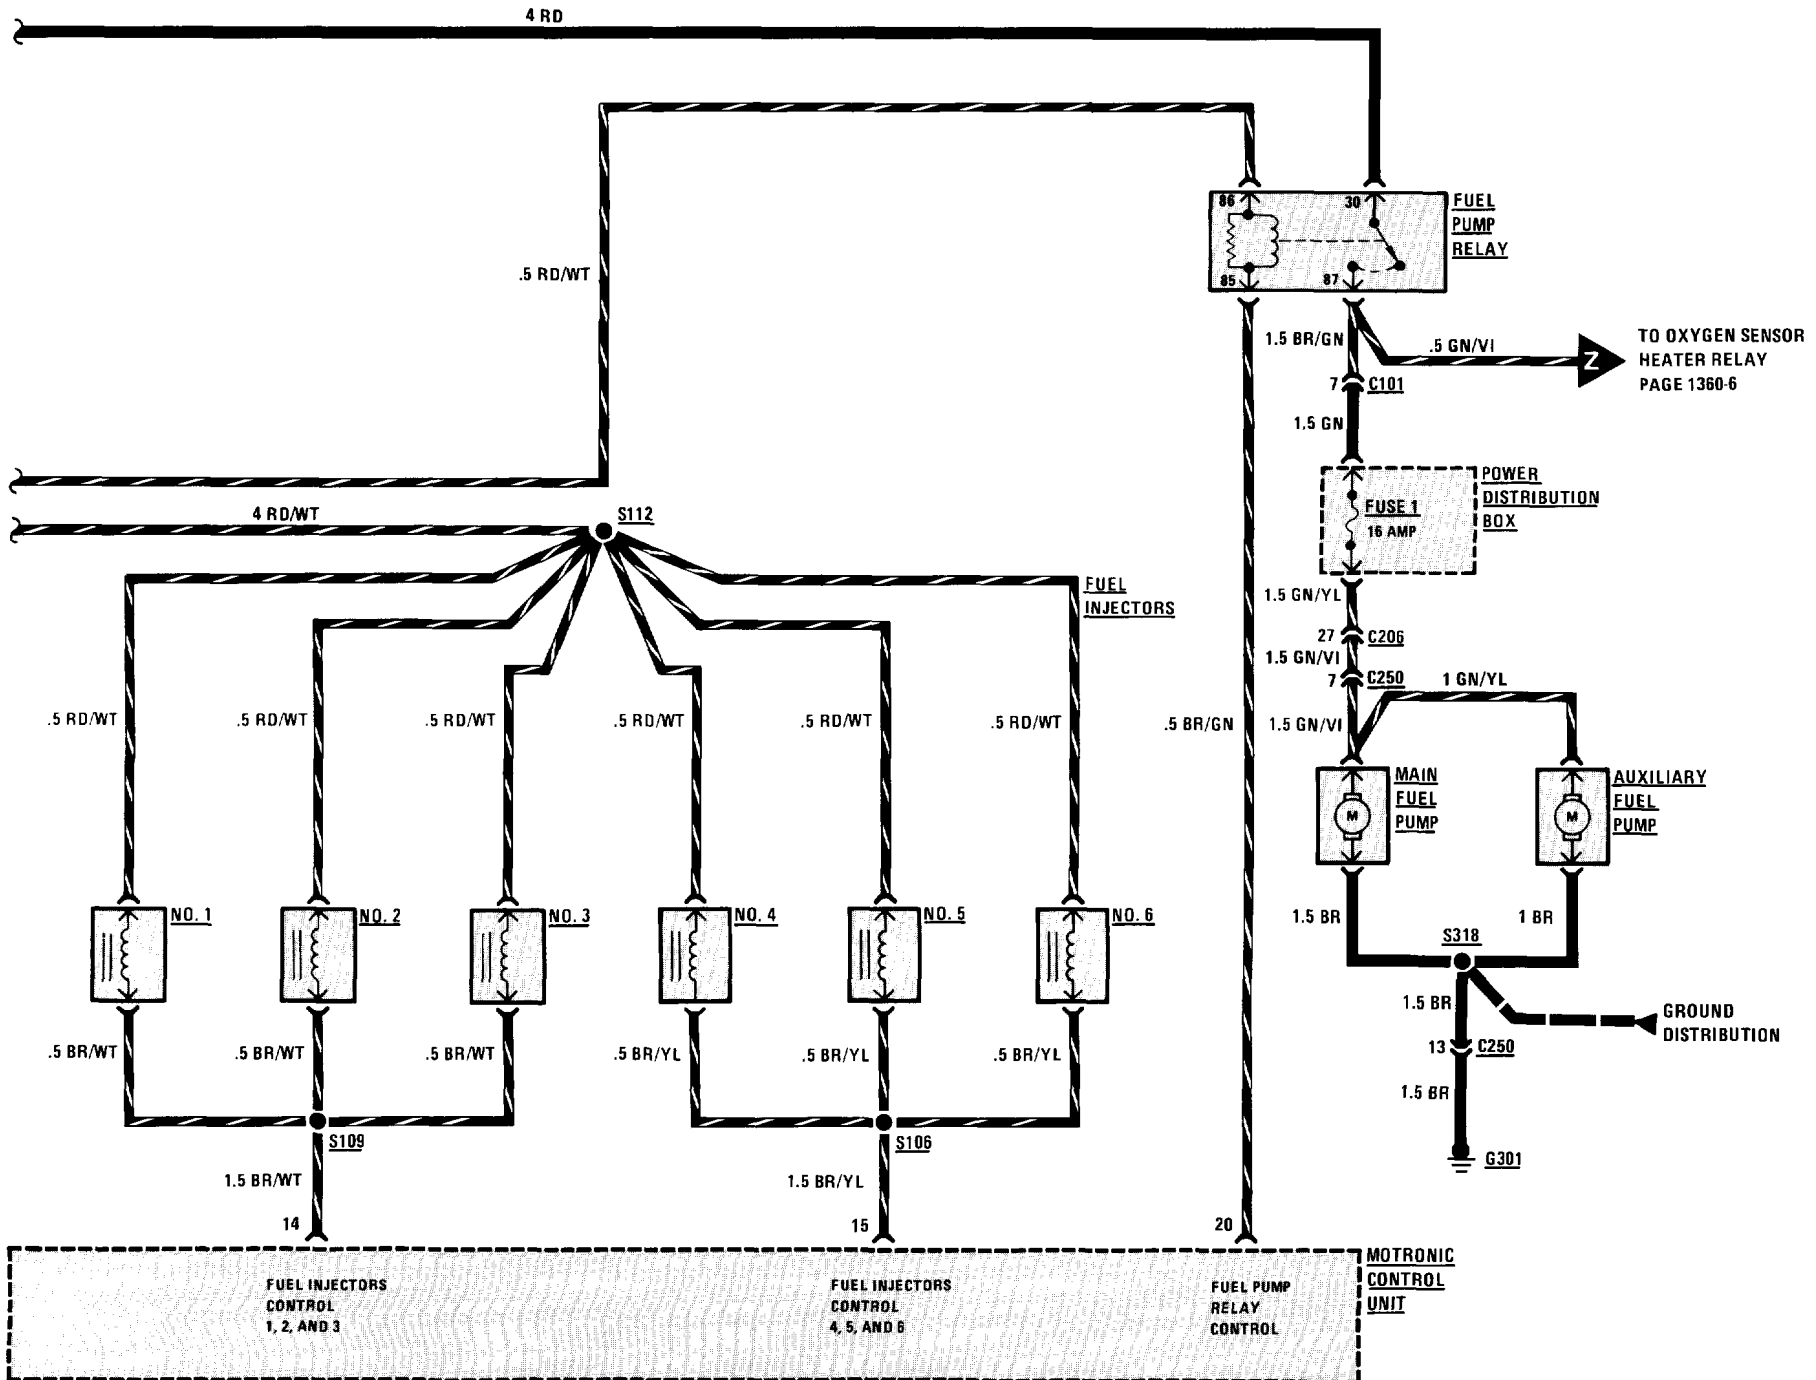 4 RD
.5 RD/WT
86
30
85
87
FUEL
PUMP
RELAY
1.5 BR/GN
.5 GN/VI
Z
TO OXYGEN SENSOR
HEATER RELAY
PAGE 1360-6
7
C101
1.5 GN
POWER
DISTRIBUTION
BOX
FUSE 1
16 AMP
4 RD/WT
S112
FUEL
INJECTORS
1.5 GN/YL
27
C206
1.5 GN/VI
7
C250
1 GN/YL
.5 RD/WT
.5 RD/WT
.5 RD/WT
.5 RD/WT
.5 RD/WT
.5 RD/WT
.5 BR/GN
1.5 GN/VI
MAIN
FUEL
PUMP
M
M
AUXILIARY
FUEL
PUMP
NO. 1
NO. 2
NO. 3
NO. 4
NO. 5
NO. 6
1.5 BR
1 BR
S318
1.5 BR
GROUND
DISTRIBUTION
13
C250
1.5 BR
G301
.5 BR/WT
.5 BR/WT
.5 BR/WT
.5 BR/YL
.5 BR/YL
.5 BR/YL
S109
S106
1.5 BR/WT
1.5 BR/YL
14
15
20
MOTRONIC
CONTROL
UNIT
FUEL INJECTORS
CONTROL
1, 2, AND 3
FUEL INJECTORS
CONTROL
4, 5, AND 6
FUEL PUMP
RELAY
CONTROL